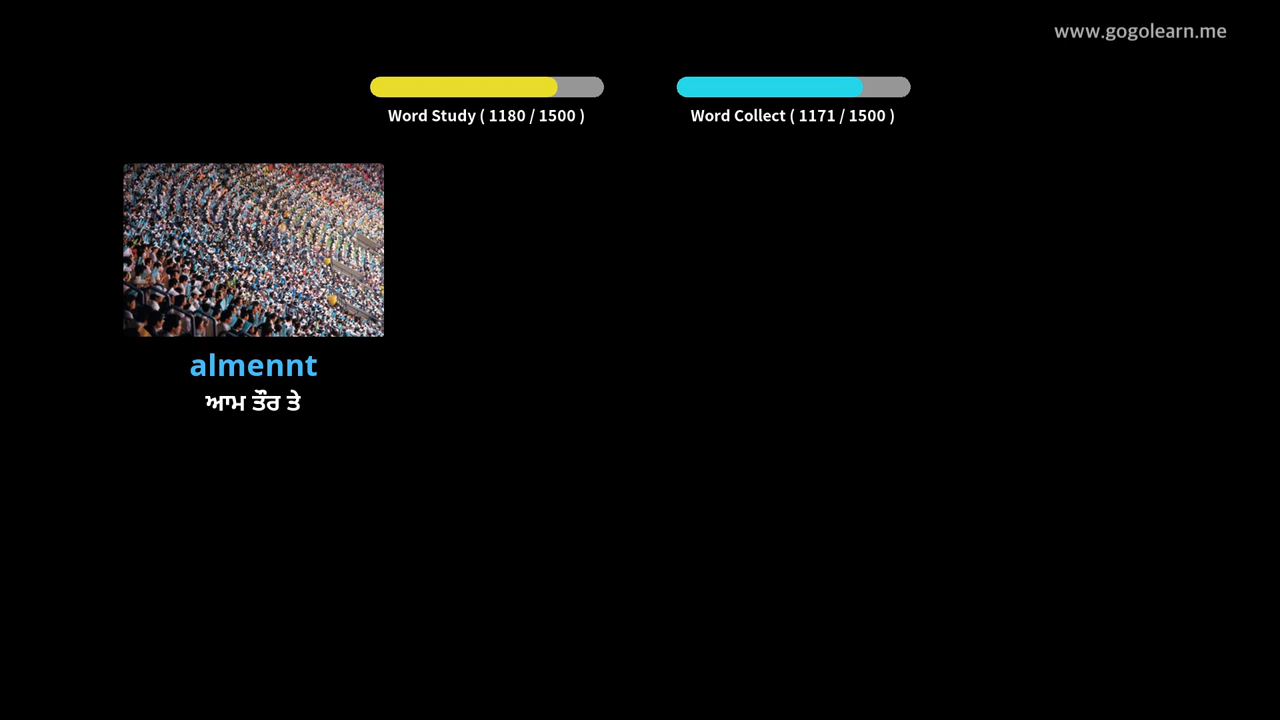 www.gogolearn.me
Word Study ( 1180 / 1500 )
Word Collect ( 1171 / 1500 )
almennt
ਆਮ ਤੌਰ ਤੇ